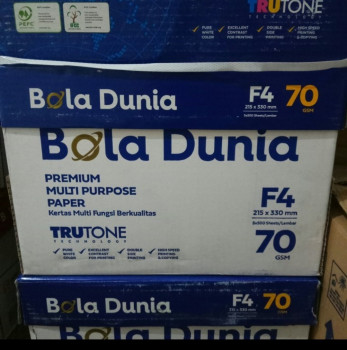 TRUTONE
TECHNOLOGY
PURE WHITE COLOR
EXCELLENT CONTRAST FOR PRINTING
DOUBLE SIDE PRINTING
HIGH SPEED PRINTING
Bola Dunia
F4
215 x 330 mm
70
GSM
Bola Dunia
PREMIUM
MULTI PURPOSE
PAPER
Kertas Multi Fungsi Berkualitas
F4
215 x 330 mm
70
GSM
TRUTONE
TECHNOLOGY
PURE WHITE COLOR
EXCELLENT CONTRAST FOR PRINTING
DOUBLE SIDE PRINTING
HIGH SPEED PRINTING
Bola Dunia
F4
70
GSM
Bola Dunia